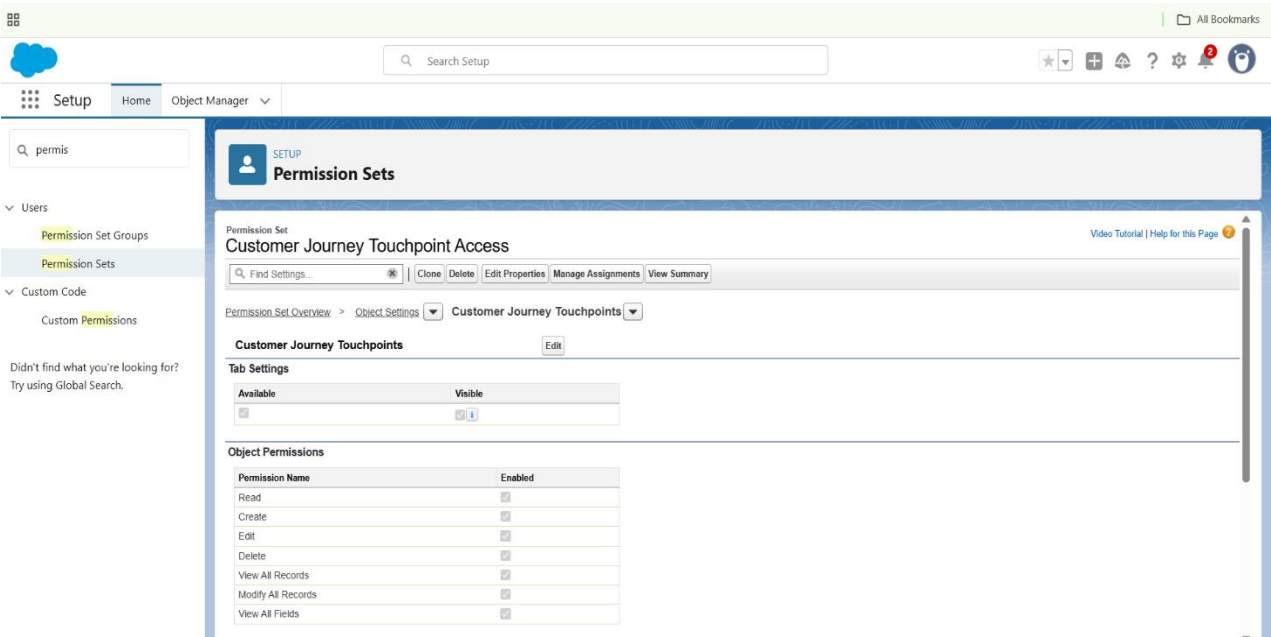 All Bookmarks
Search Setup
2
Setup Home Object Manager
permis
Users
Permission Set Groups
Permission Sets
Custom Code
Custom Permissions
Didn't find what you're looking for?
Try using Global Search.
SETUP
Permission Sets
Permission Set
Customer Journey Touchpoint Access
Video Tutorial | Help for this Page ?
Find Settings... | Clone Delete Edit Properties Manage Assignments View Summary
Permission Set Overview > Object Settings Customer Journey Touchpoints
Customer Journey Touchpoints Edit
Tab Settings
Available Visible
i
Object Permissions
Permission Name Enabled
Read
Create
Edit
Delete
View All Records
Modify All Records
View All Fields